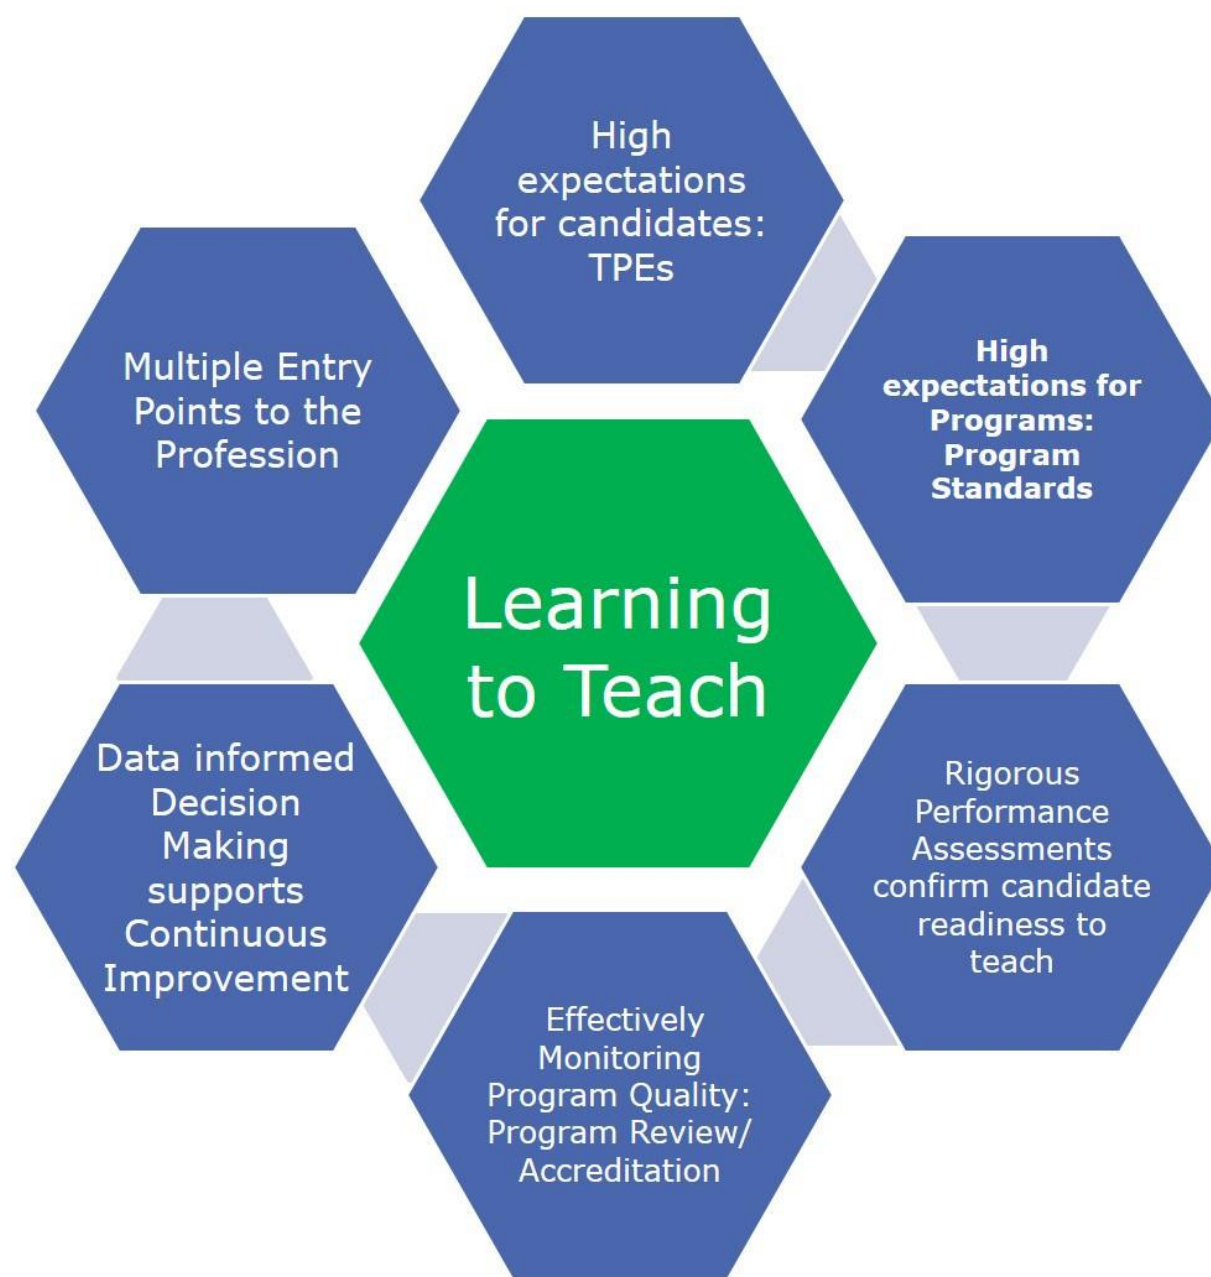 High
expectations
for candidates:
TPEs
High
expectations for
Programs:
Program
Standards
Rigorous
Performance
Assessments
confirm candidate
readiness to
teach
Effectively
Monitoring
Program Quality:
Program Review/
Accreditation
Data informed
Decision
Making
supports
Continuous
Improvement
Multiple Entry
Points to the
Profession
Learning
to Teach